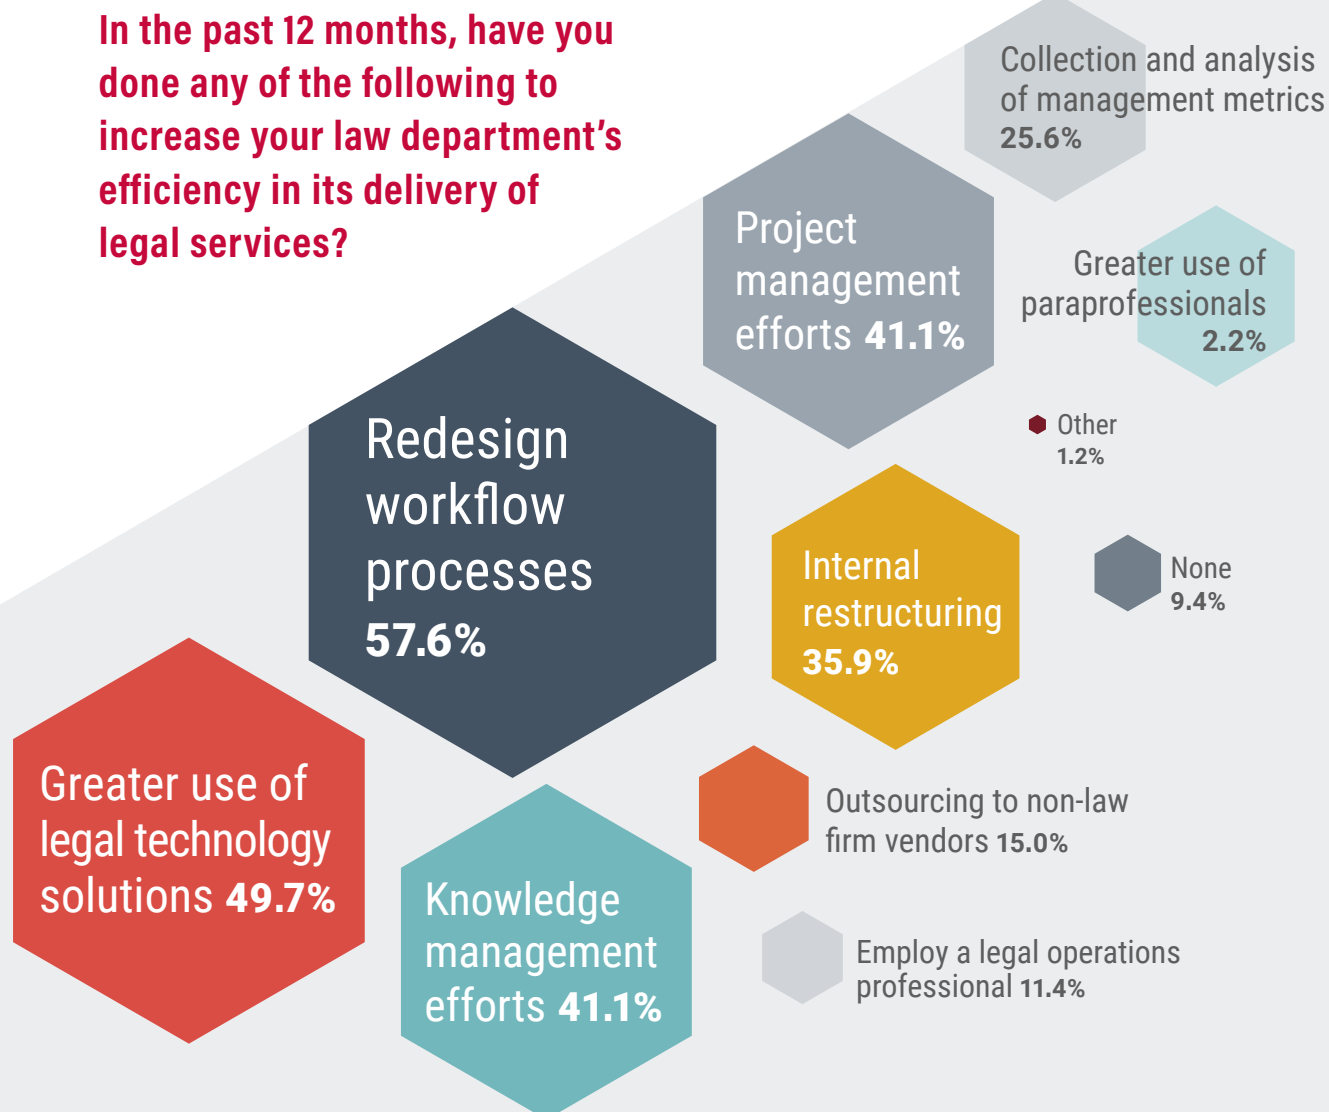 In the past 12 months, have you
done any of the following to
increase your law department’s
efficiency in its delivery of
legal services?
Collection and analysis
of management metrics
25.6%
Project
management
efforts 41.1%
Greater use of
paraprofessionals
2.2%
Other
1.2%
Redesign
workflow
processes
57.6%
Internal
restructuring
35.9%
None
9.4%
Greater use of
legal technology
solutions 49.7%
Knowledge
management
efforts 41.1%
Outsourcing to non-law
firm vendors 15.0%
Employ a legal operations
professional 11.4%